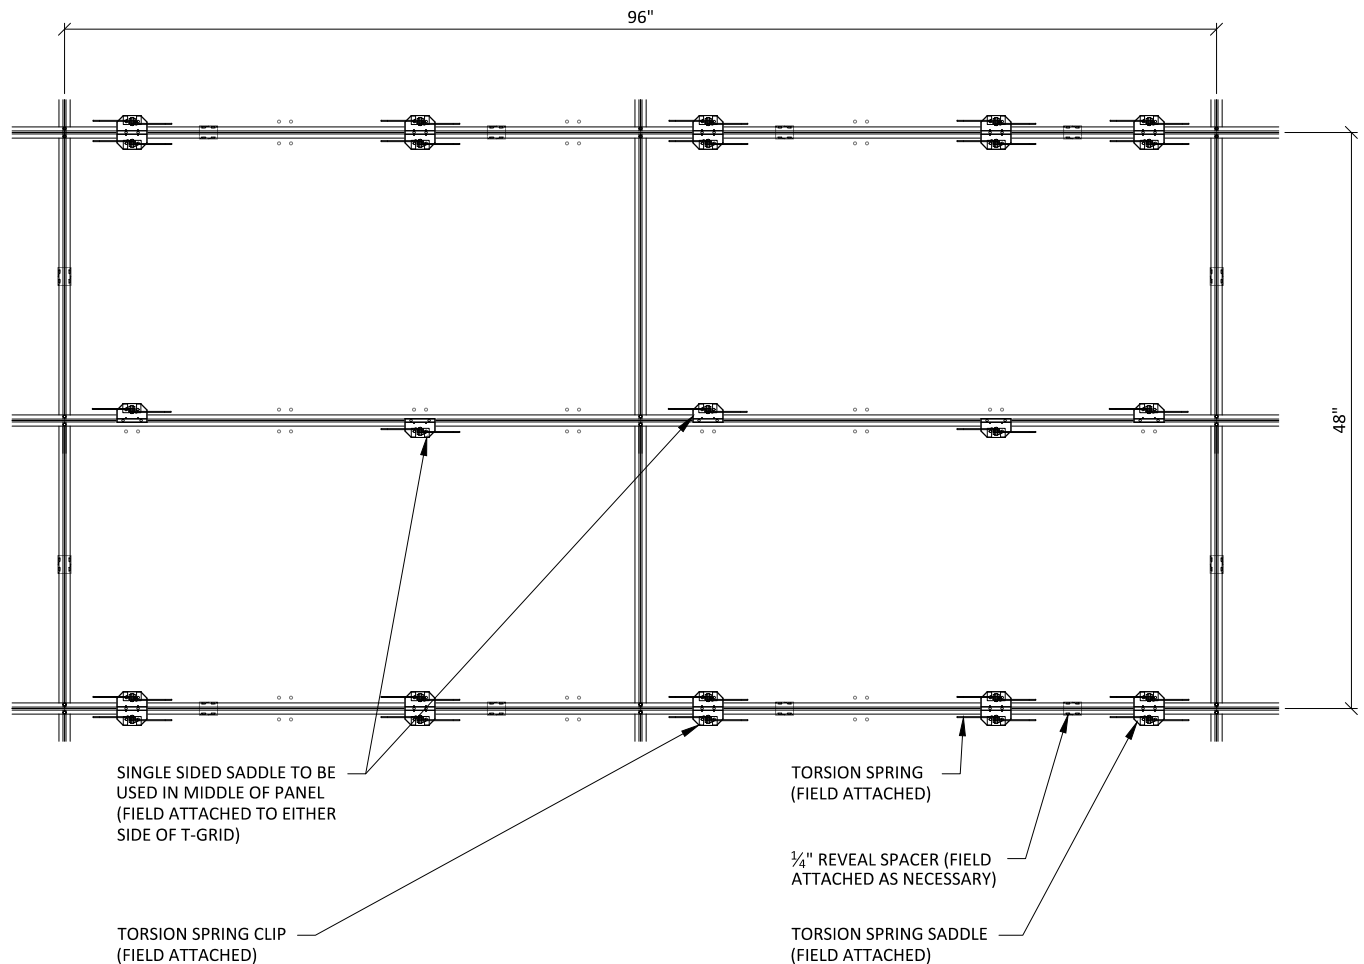 96"
48"
SINGLE SIDED SADDLE TO BE
USED IN MIDDLE OF PANEL
(FIELD ATTACHED TO EITHER
SIDE OF T-GRID)
TORSION SPRING
(FIELD ATTACHED)
¼" REVEAL SPACER (FIELD
ATTACHED AS NECESSARY)
TORSION SPRING CLIP
(FIELD ATTACHED)
TORSION SPRING SADDLE
(FIELD ATTACHED)